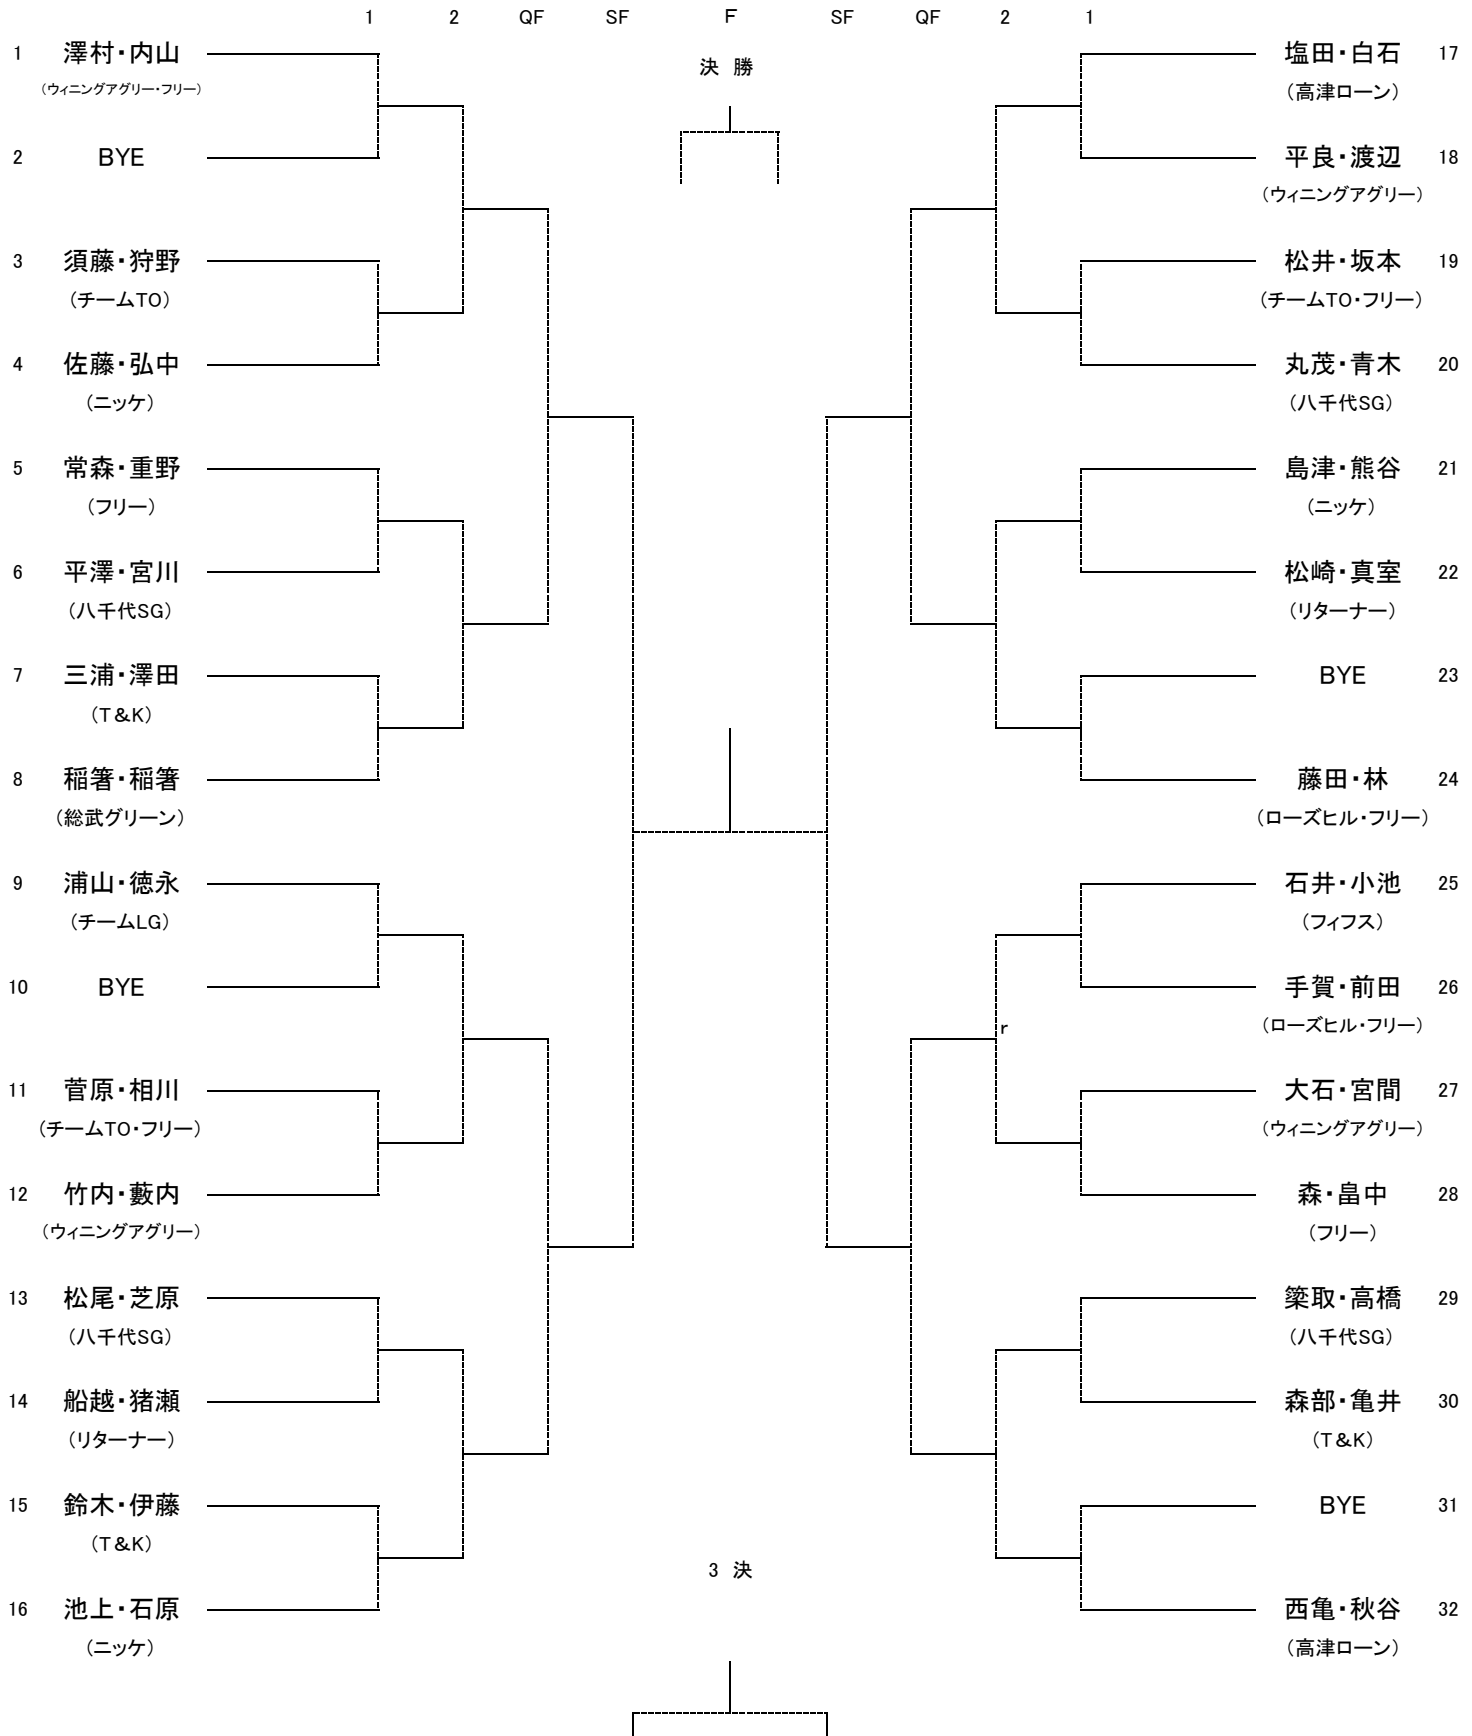 1 2 QF SF F SF QF 2 1
決 勝
1 澤村・内山
（ウィニングアグリー・フリー）
2 BYE
3 須藤・狩野
（チームTO）
4 佐藤・弘中
（ニッケ）
5 常森・重野
（フリー）
6 平澤・宮川
（八千代SG）
7 三浦・澤田
（T＆K）
8 稲箸・稲箸
（総武グリーン）
9 浦山・徳永
（チームLG）
10 BYE
11 菅原・相川
（チームTO・フリー）
12 竹内・藪内
（ウィニングアグリー）
13 松尾・芝原
（八千代SG）
14 船越・猪瀬
（リターナー）
15 鈴木・伊藤
（T＆K）
16 池上・石原
（ニッケ）
塩田・白石 17
（高津ローン）
平良・渡辺 18
（ウィニングアグリー）
松井・坂本 19
（チームTO・フリー）
丸茂・青木 20
（八千代SG）
島津・熊谷 21
（ニッケ）
松崎・真室 22
（リターナー）
BYE 23
藤田・林 24
（ローズヒル・フリー）
石井・小池 25
（フィフス）
手賀・前田 26
（ローズヒル・フリー）
r
大石・宮間 27
（ウィニングアグリー）
森・畠中 28
（フリー）
簗取・高橋 29
（八千代SG）
森部・亀井 30
（T＆K）
BYE 31
西亀・秋谷 32
（高津ローン）
3 決